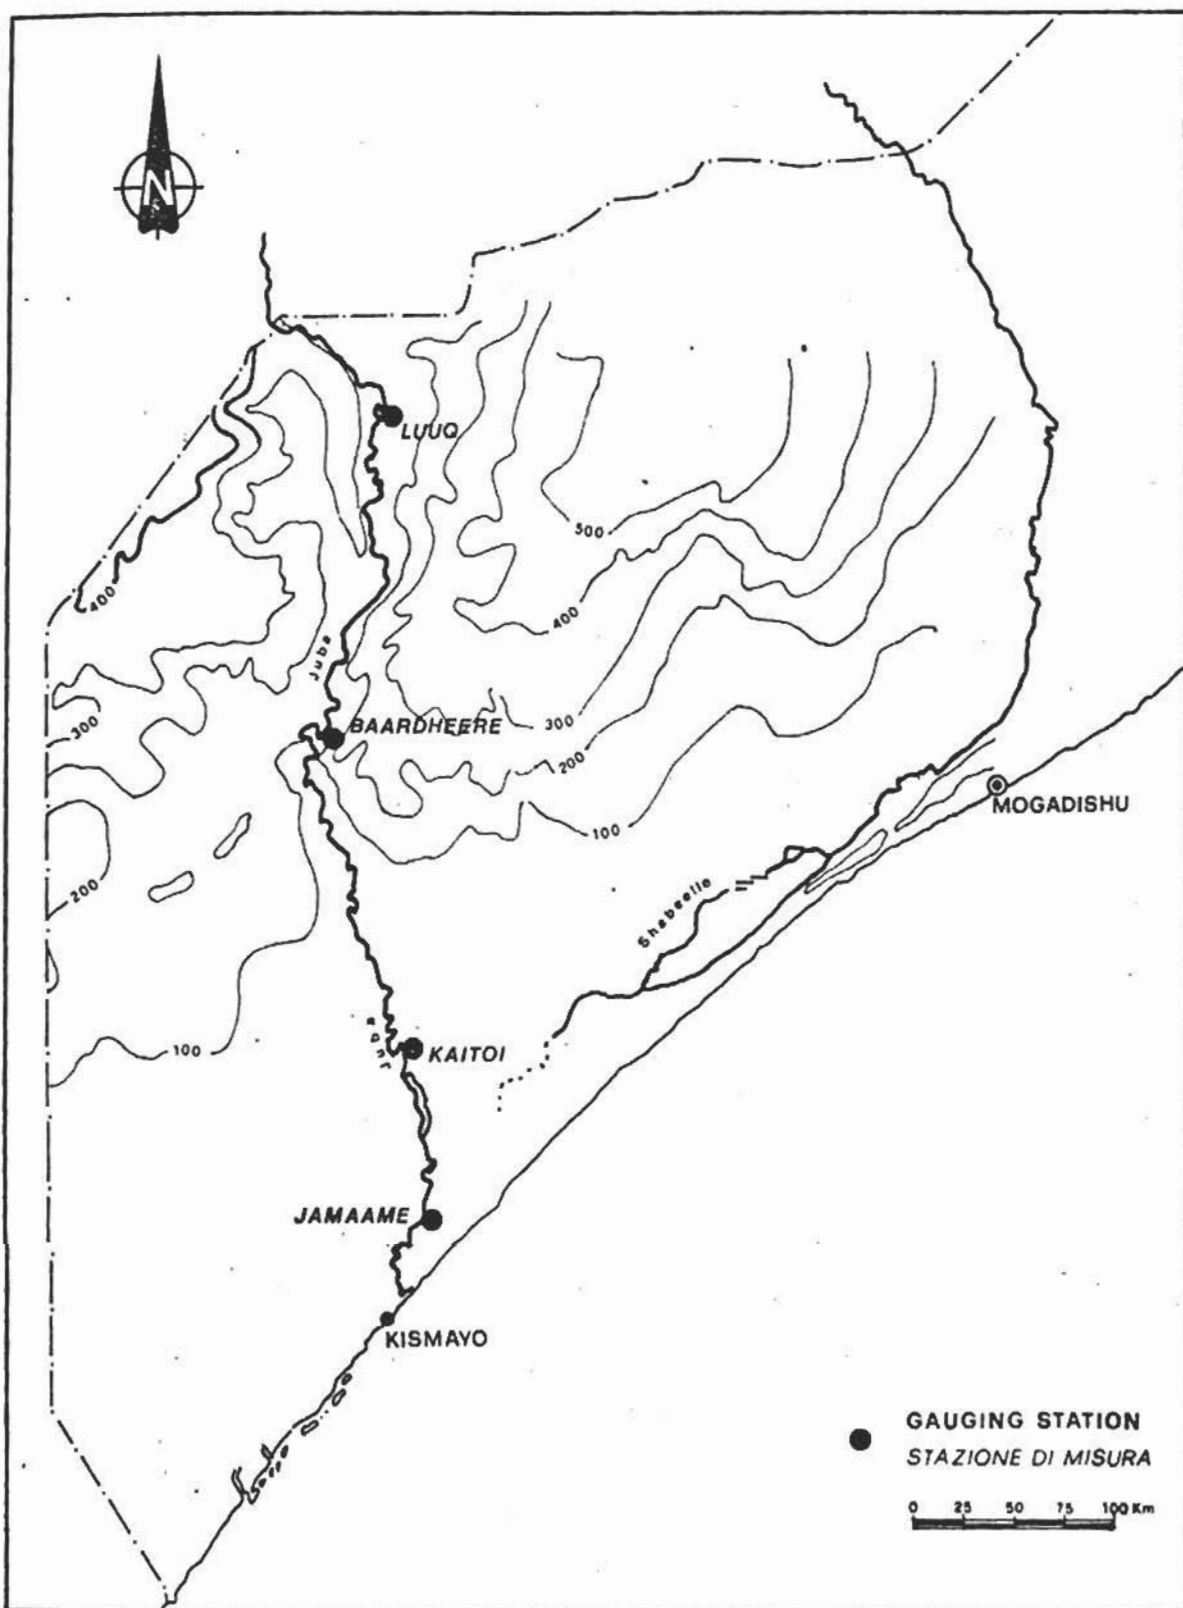 N
LUUQ
500
400
400
Juba
300
300
BAARDHEERE
200
MOGADISHU
100
200
Shabeelle
100
Juba
KAITOI
JAMAAME
KISMAYO
GAUGING STATION
STAZIONE DI MISURA
0 25 50 75 100 Km